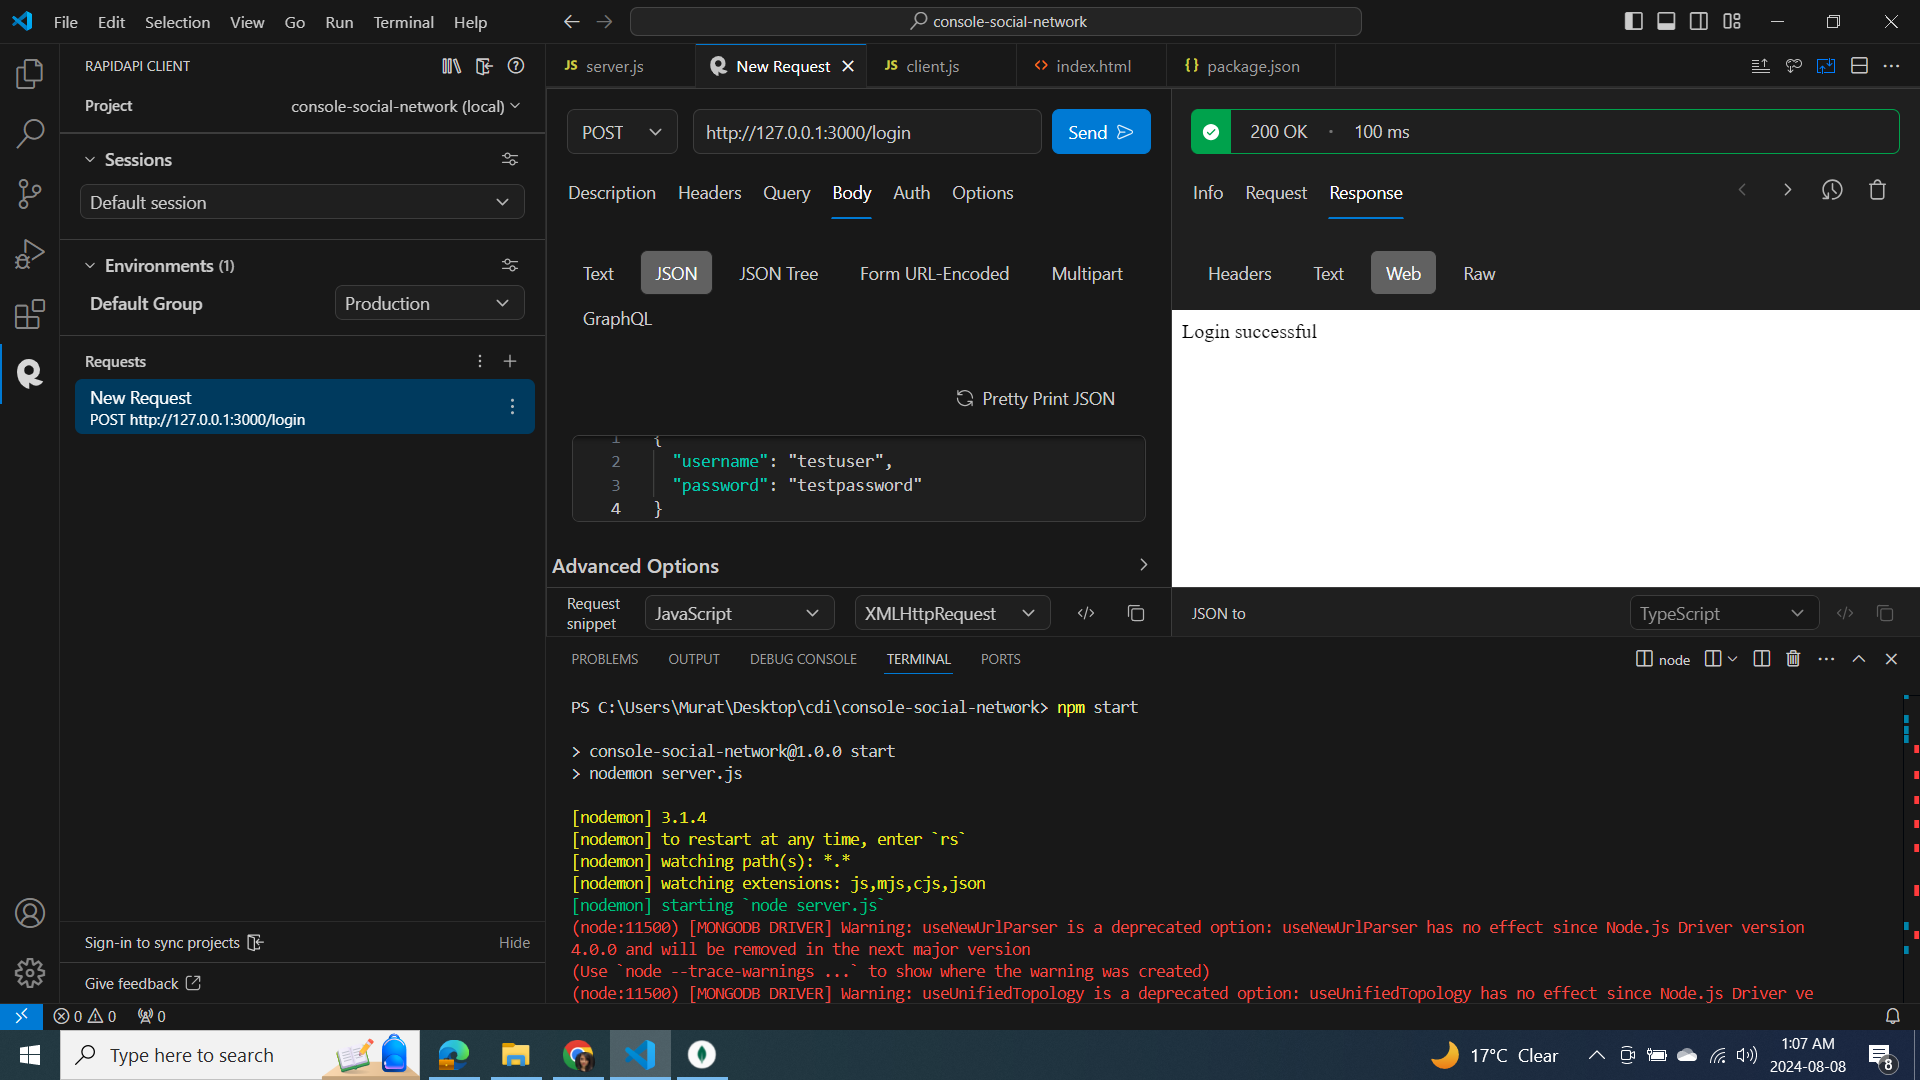 File Edit Selection View Go Run Terminal Help
console-social-network
RAPIDAPI CLIENT
Project console-social-network (local)
Sessions
Default session
Environments (1)
Default Group Production
Requests
New Request
POST http://127.0.0.1:3000/login
Sign-in to sync projects Hide
Give feedback
JS server.js New Request JS client.js <> index.html {} package.json
POST http://127.0.0.1:3000/login Send
Description Headers Query Body Auth Options
Text JSON JSON Tree Form URL-Encoded Multipart
GraphQL
Pretty Print JSON
1 {
2 "username": "testuser",
3 "password": "testpassword"
4 }
Advanced Options
Request snippet JavaScript XMLHttpRequest
200 OK · 100 ms
Info Request Response
Headers Text Web Raw
Login successful
JSON to TypeScript
PROBLEMS OUTPUT DEBUG CONSOLE TERMINAL PORTS
node
PS C:\Users\Murat\Desktop\cdi\console-social-network> npm start
> console-social-network@1.0.0 start
> nodemon server.js
[nodemon] 3.1.4
[nodemon] to restart at any time, enter `rs`
[nodemon] watching path(s): *.*
[nodemon] watching extensions: js,mjs,cjs,json
[nodemon] starting `node server.js`
(node:11500) [MONGODB DRIVER] Warning: useNewUrlParser is a deprecated option: useNewUrlParser has no effect since Node.js Driver version
4.0.0 and will be removed in the next major version
(Use `node --trace-warnings ...` to show where the warning was created)
(node:11500) [MONGODB DRIVER] Warning: useUnifiedTopology is a deprecated option: useUnifiedTopology has no effect since Node.js Driver ve
0 0 0
Type here to search
17°C Clear
1:07 AM
2024-08-08
8